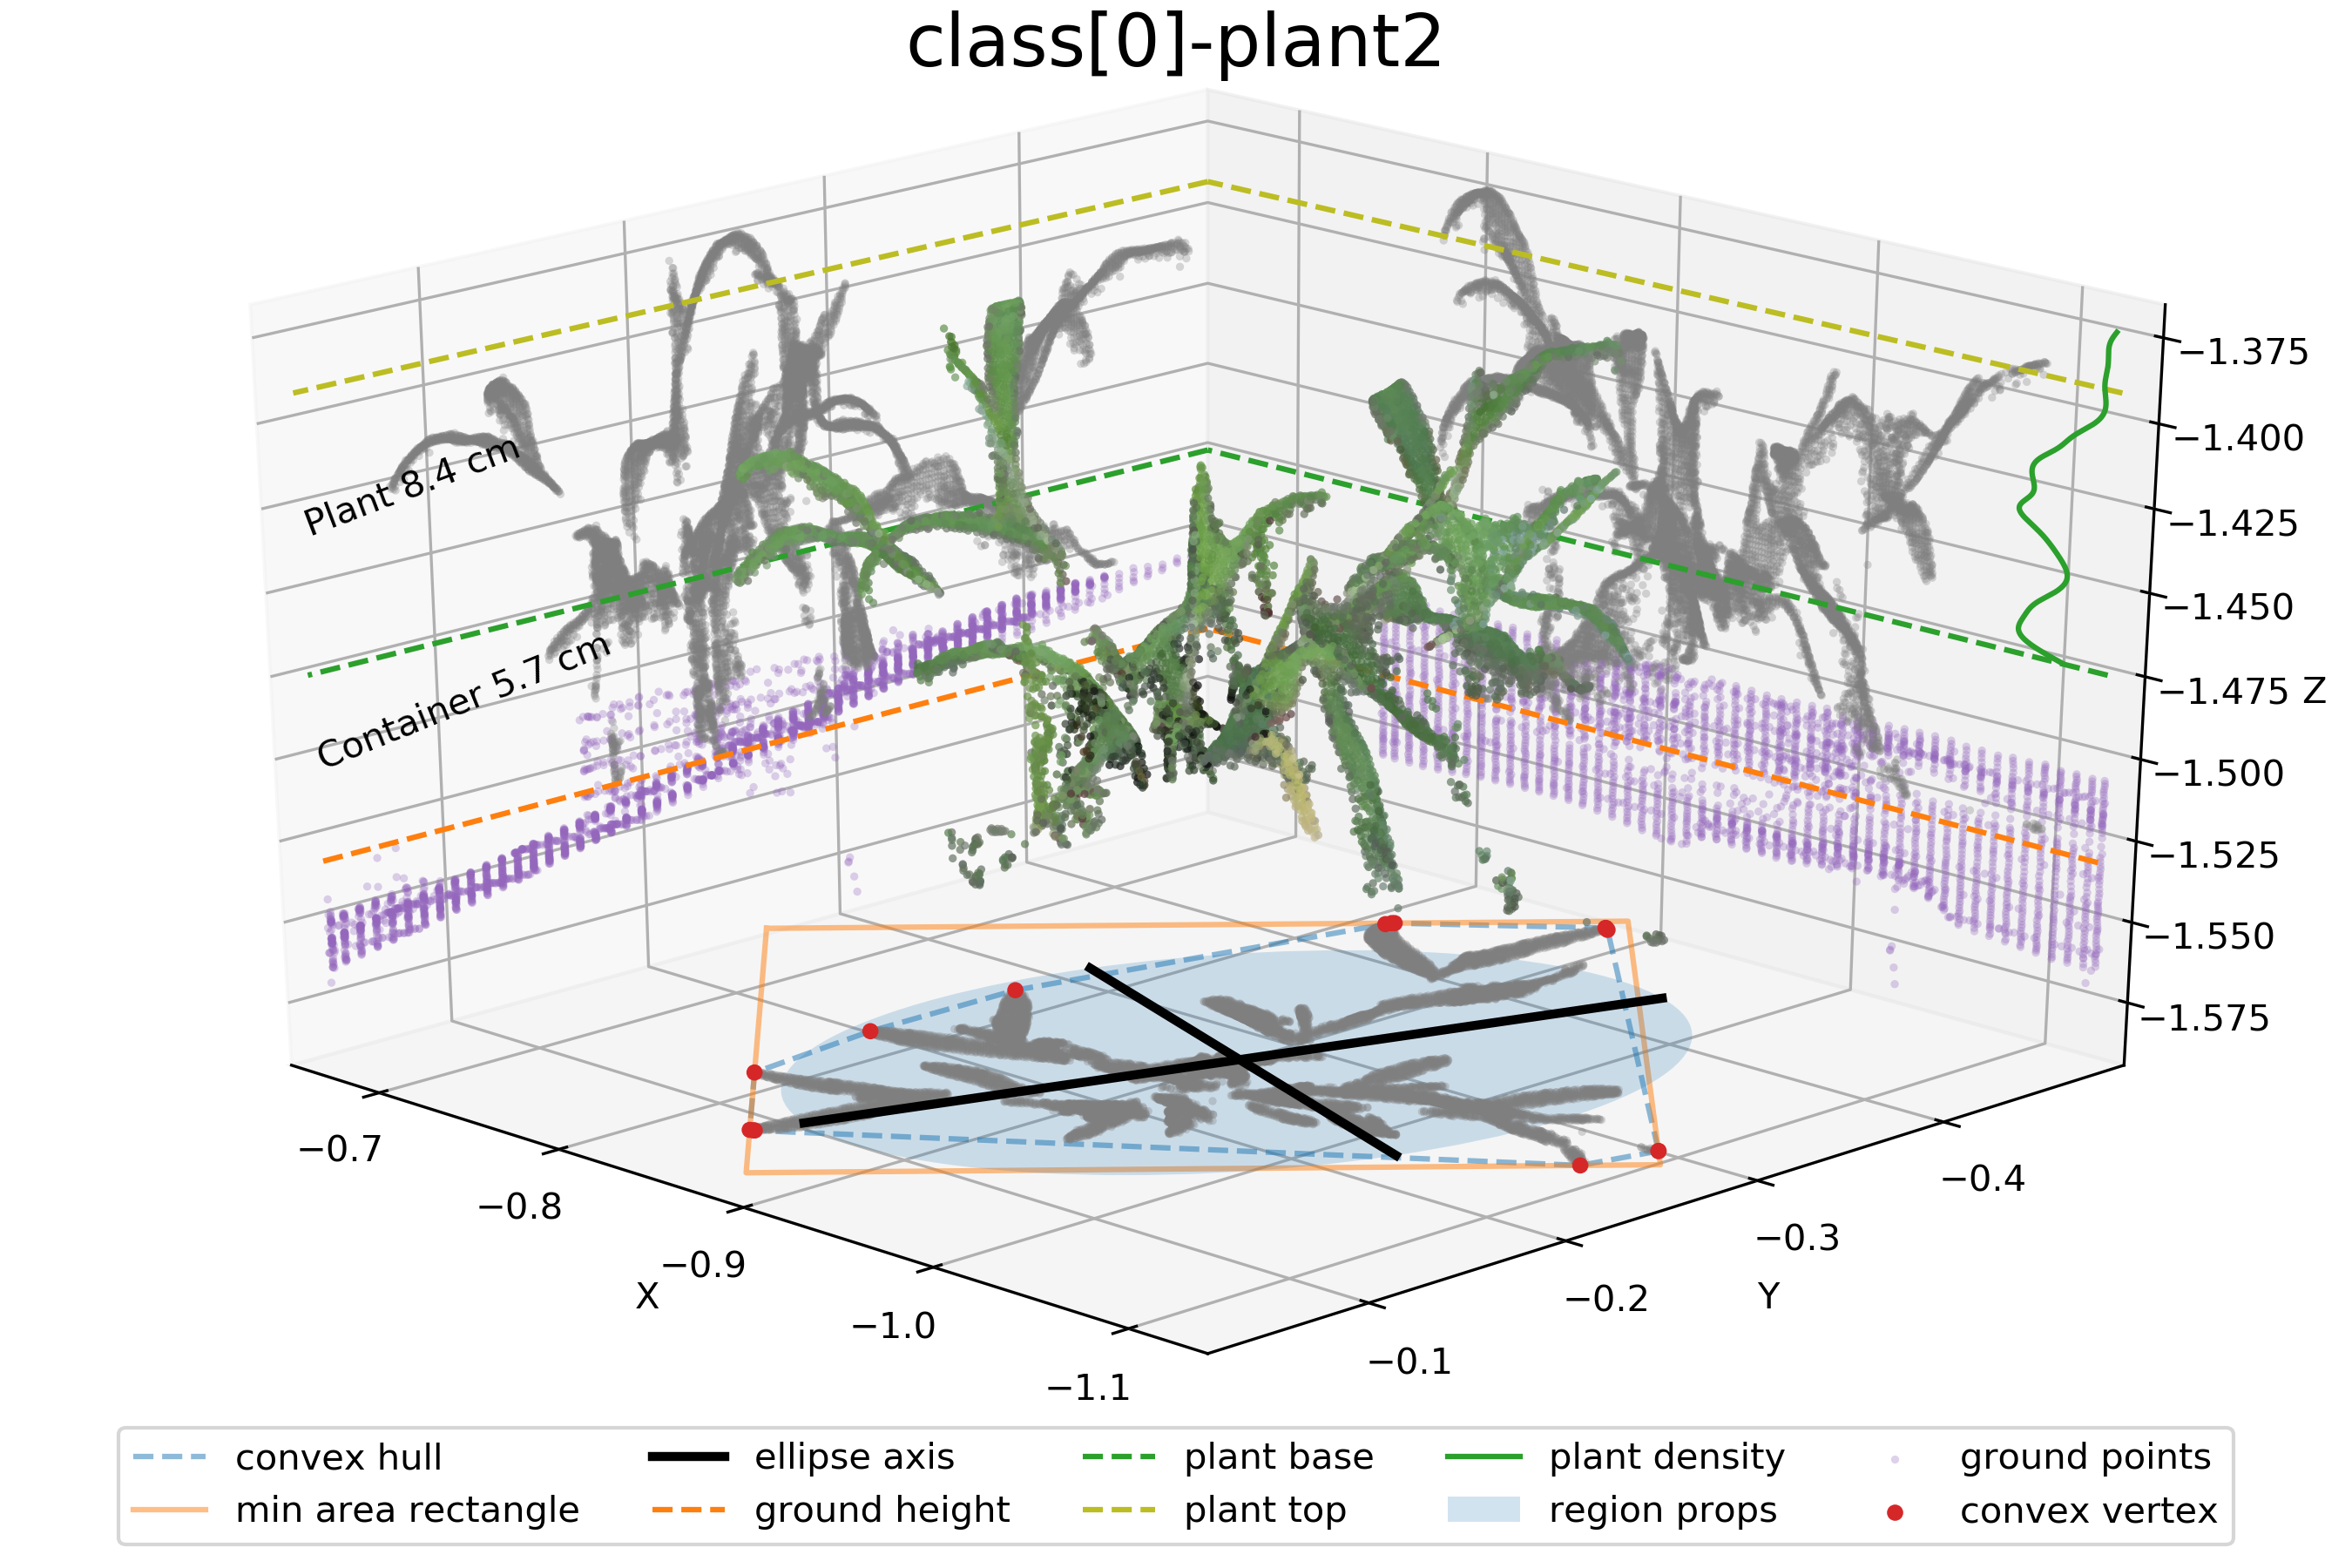 class[0]-plant2
Plant 8.4 cm
Container 5.7 cm
−1.375
−1.400
−1.425
−1.450
−1.475 Z
−1.500
−1.525
−1.550
−1.575
−0.7
−0.8
−0.9
−1.0
−1.1
X
−0.4
−0.3
−0.2
−0.1
Y
convex hull
min area rectangle
ellipse axis
ground height
plant base
plant top
plant density
region props
ground points
convex vertex